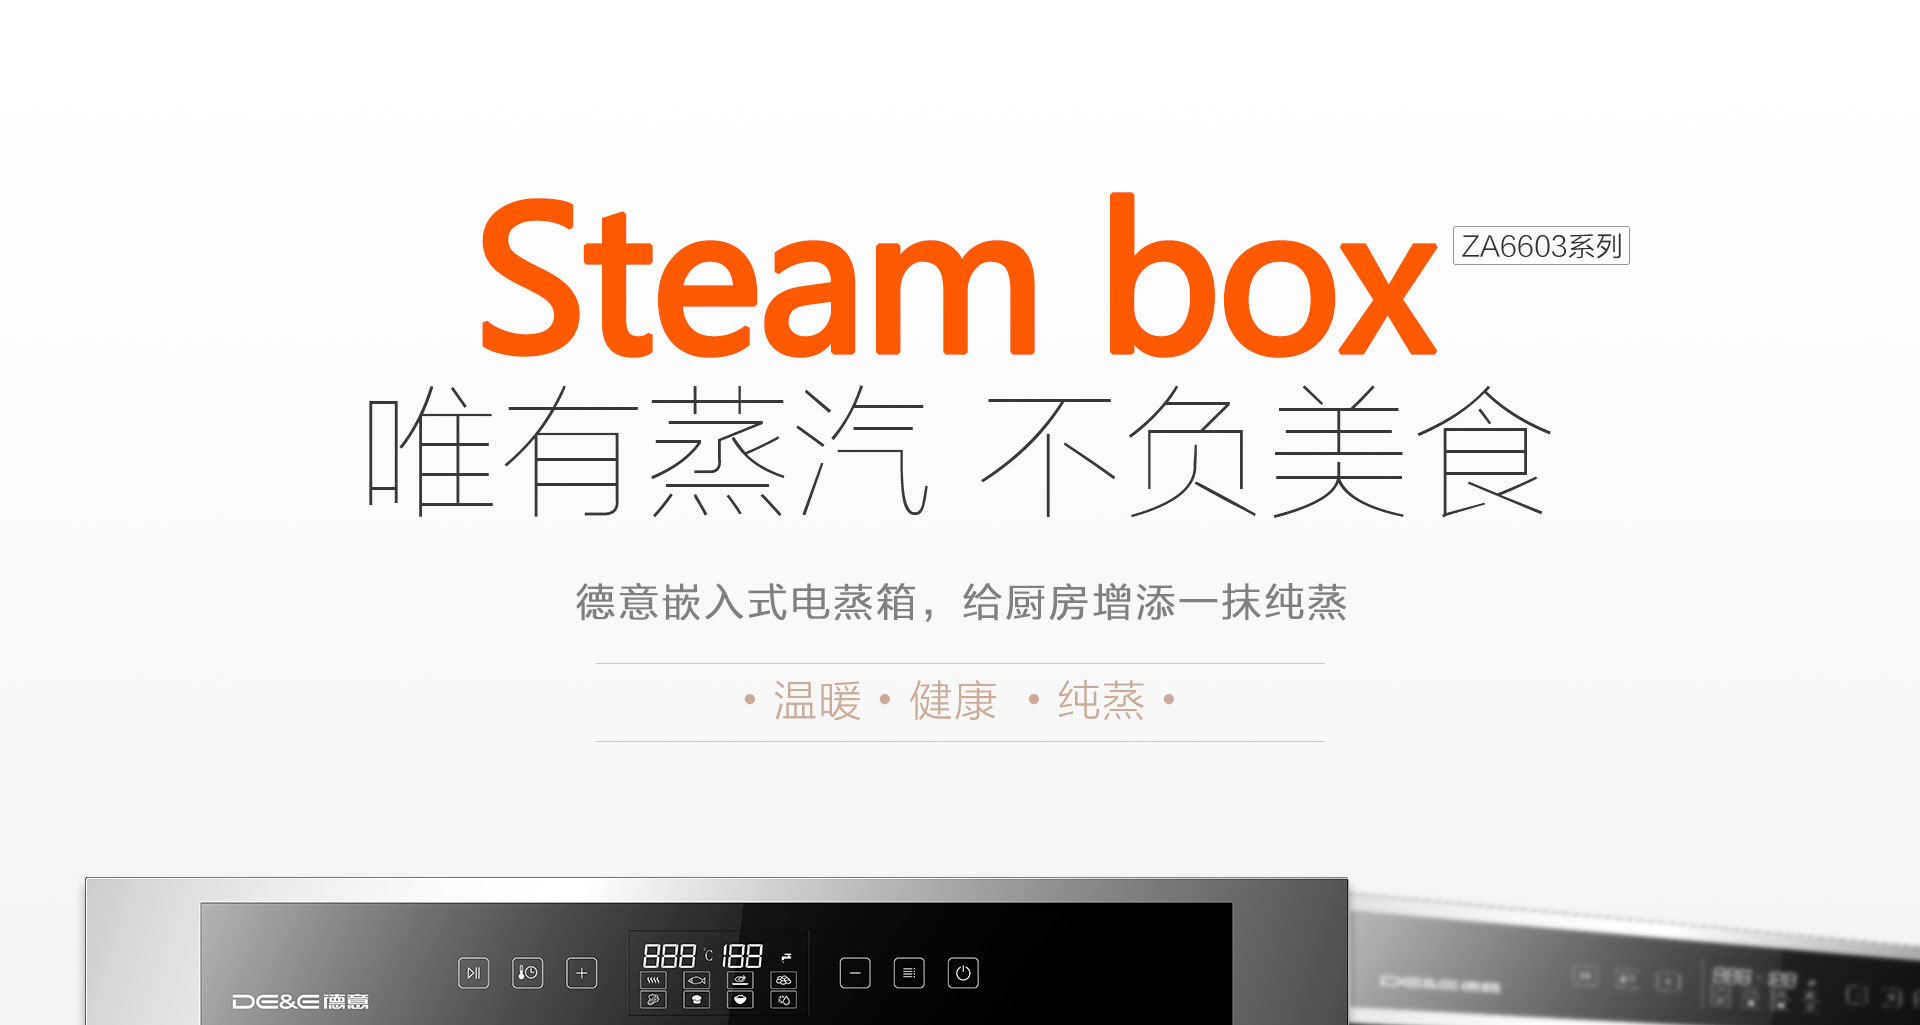 Steam box ZA6603系列
唯有蒸汽 不负美食
德意嵌入式电蒸箱，给厨房增添一抹纯蒸
• 温暖 • 健康 • 纯蒸 •
888 ℃ 188
DE&E德意